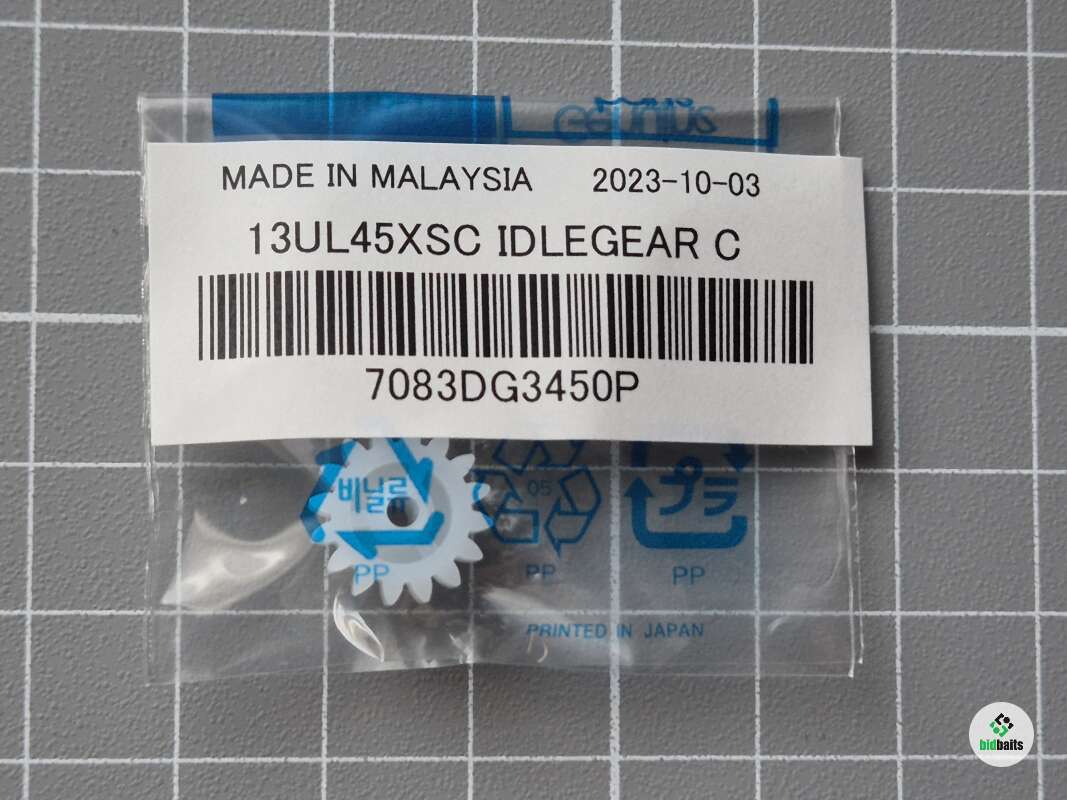 Genuine
MADE IN MALAYSIA 2023-10-03
13UL45XSC IDLEGEAR C
7083DG3450P
비닐류
05
プラ
PP PP PP
PRINTED IN JAPAN
bidbaits